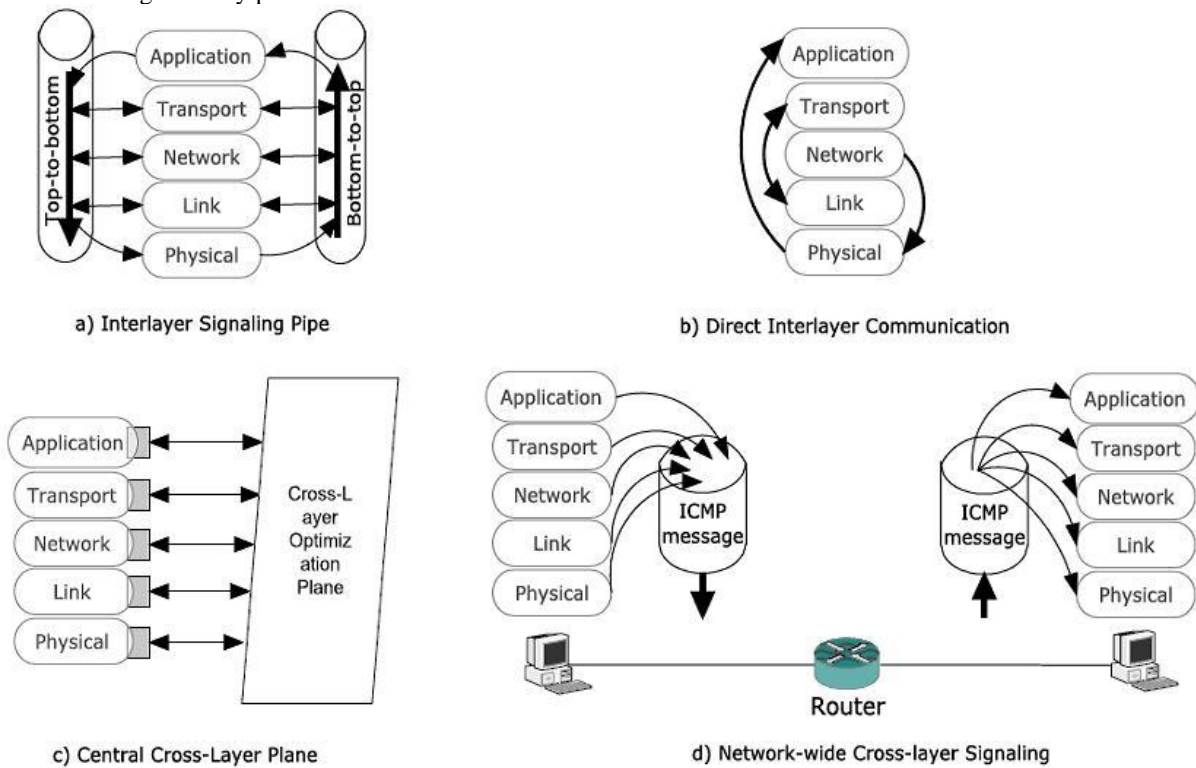 Top-to-bottom
Application
Transport
Network
Link
Physical
Bottom-to-top
a) Interlayer Signaling Pipe
Application
Transport
Network
Link
Physical
b) Direct Interlayer Communication
Application
Transport
Network
Link
Physical
Cross-L
ayer
Optimiz
ation
Plane
c) Central Cross-Layer Plane
Application
Transport
Network
Link
Physical
ICMP
message
ICMP
message
Application
Transport
Network
Link
Physical
Router
d) Network-wide Cross-layer Signaling